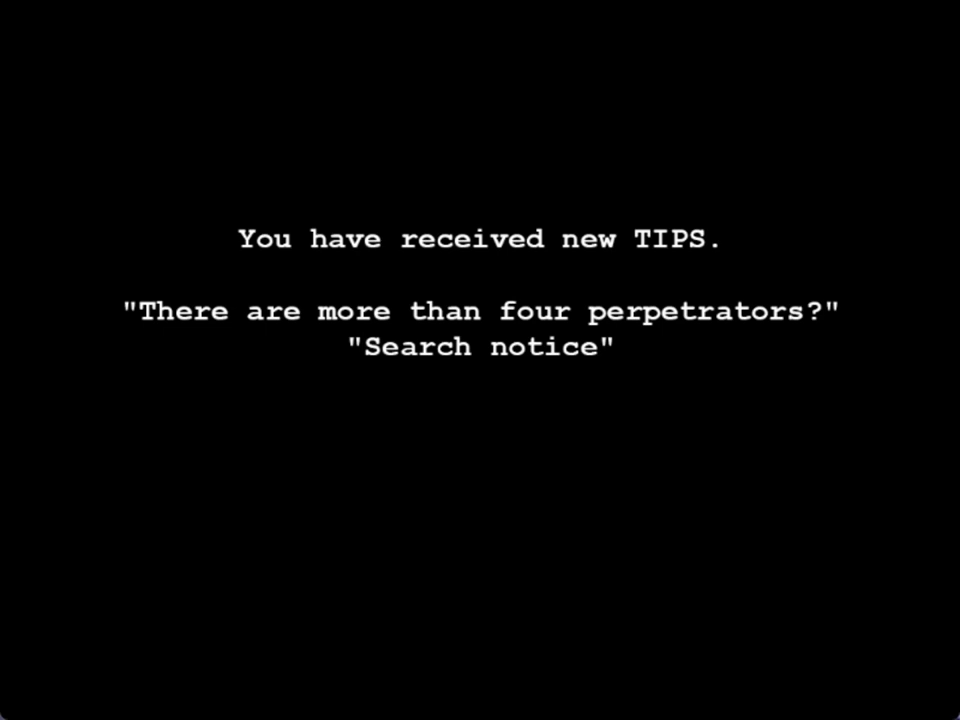 You have received new TIPS.
"There are more than four perpetrators?"
"Search notice"